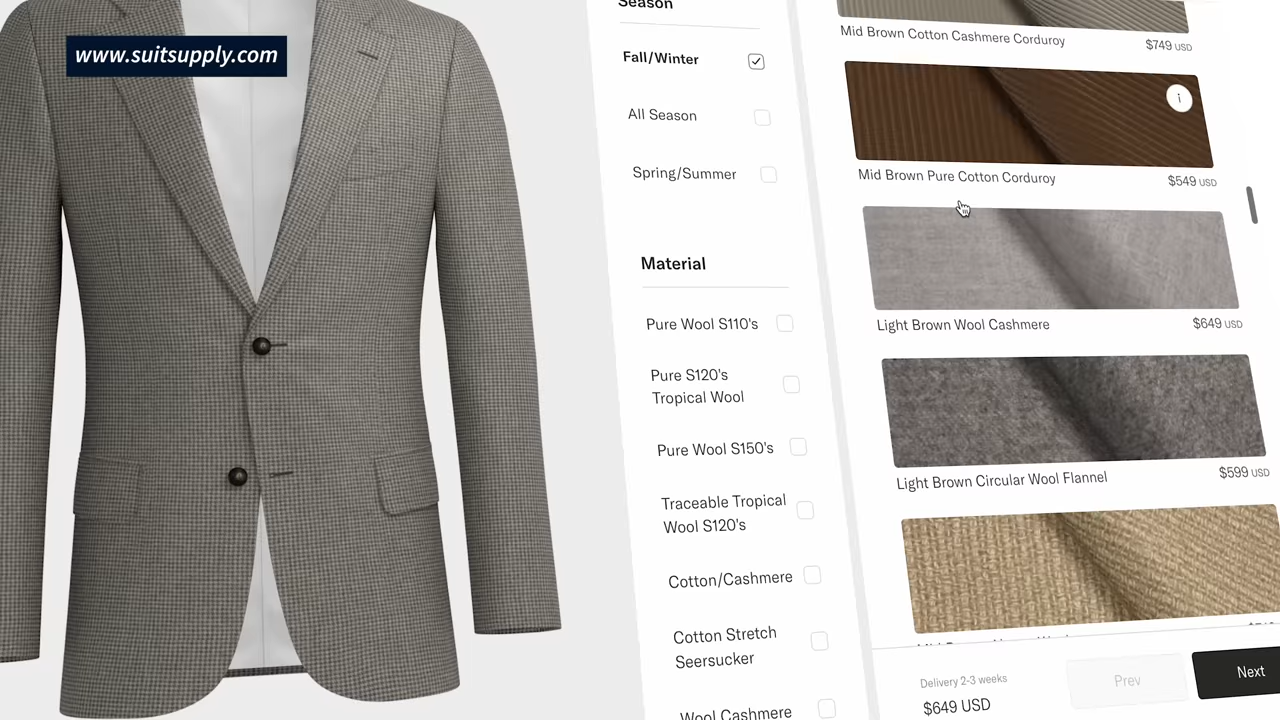 www.suitsupply.com
Season
Fall/Winter
All Season
Spring/Summer
Material
Pure Wool S110's
Pure S120's
Tropical Wool
Pure Wool S150's
Traceable Tropical
Wool S120's
Cotton/Cashmere
Cotton Stretch
Seersucker
Wool Cashmere
Mid Brown Cotton Cashmere Corduroy
$749 USD
i
Mid Brown Pure Cotton Corduroy
$549 USD
Light Brown Wool Cashmere
$649 USD
Light Brown Circular Wool Flannel
$599 USD
Delivery 2-3 weeks
$649 USD
Prev
Next